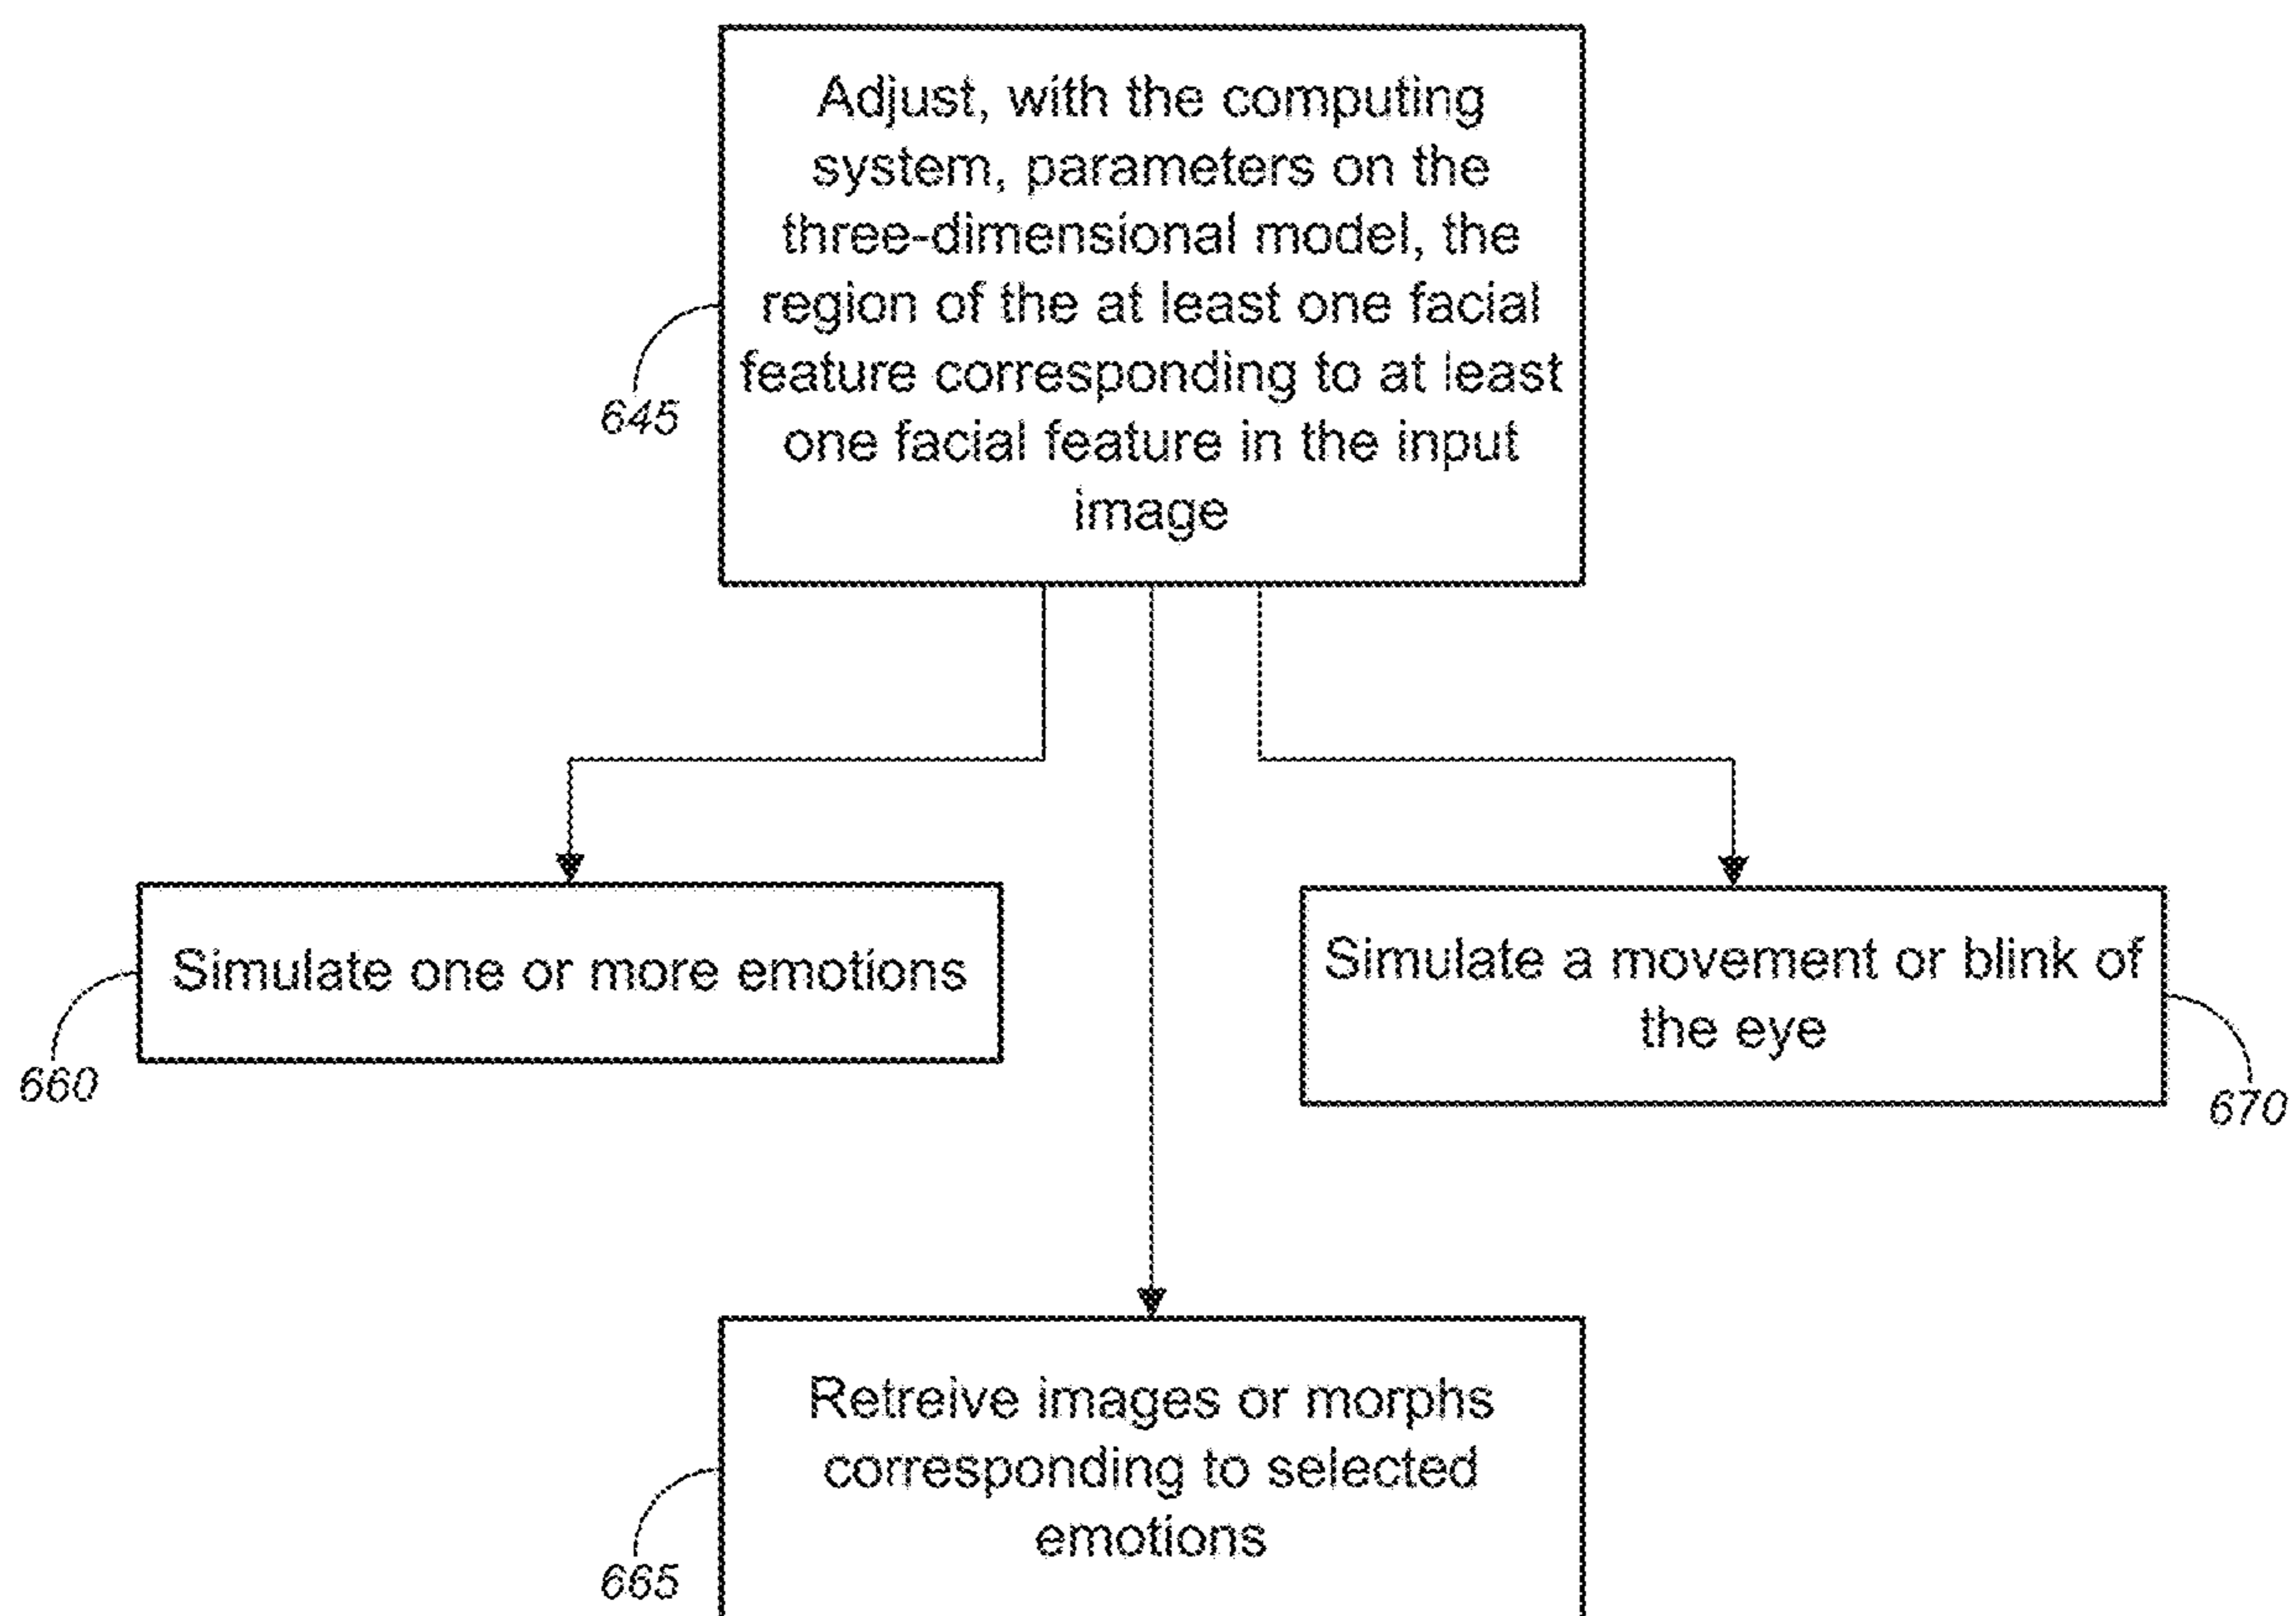 Adjust, with the computing
system, parameters on the
three-dimensional model, the
region of the at least one facial
feature corresponding to at least
one facial feature in the input
image
645
Simulate one or more emotions
660
Simulate a movement or blink of
the eye
670
Retreive images or morphs
corresponding to selected
emotions
665